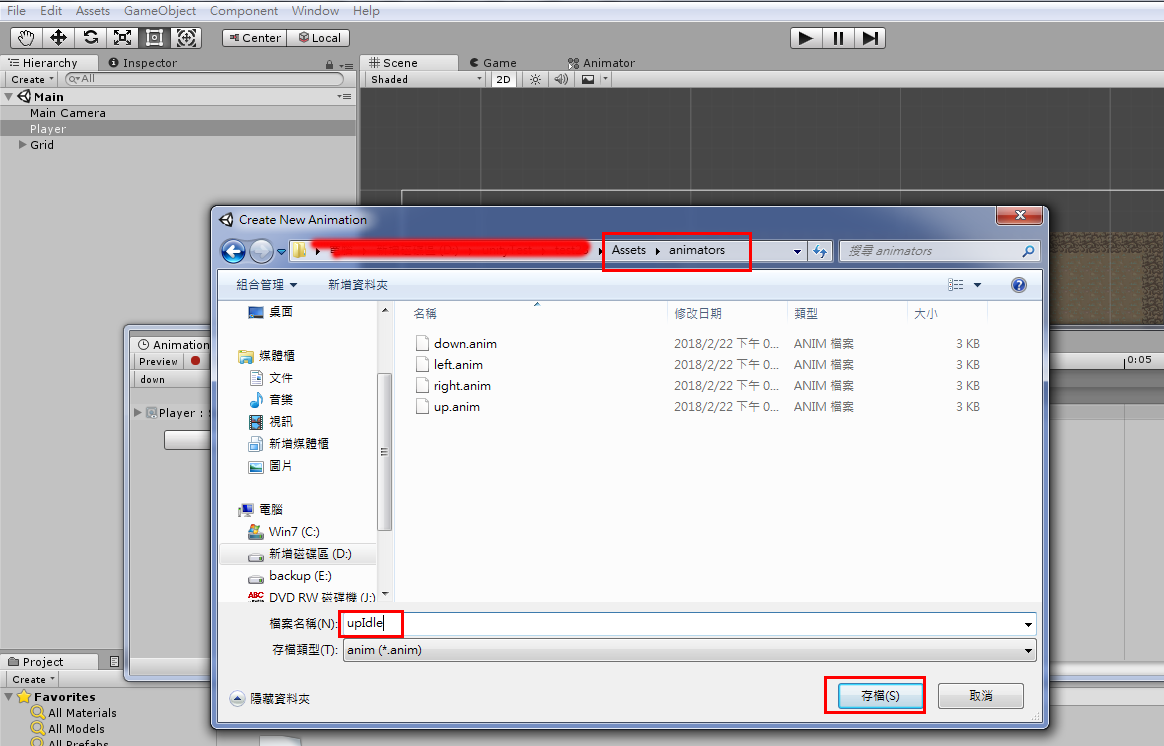 File Edit Assets GameObject Component Window Help
Center Local
Hierarchy Inspector Scene Game Animator
Create All Shaded 2D
Main
Main Camera
Player
Grid
Create New Animation
Assets animators 搜尋 animators
組合管理 新增資料夾
桌面
媒體櫃
文件
音樂
視訊
新增媒體櫃
圖片
電腦
Win7 (C:)
新增磁碟區 (D:)
backup (E:)
DVD RW 磁碟機 (J:)
名稱 修改日期 類型 大小
down.anim 2018/2/22 下午 0... ANIM 檔案 3 KB
left.anim 2018/2/22 下午 0... ANIM 檔案 3 KB
right.anim 2018/2/22 下午 0... ANIM 檔案 3 KB
up.anim 2018/2/22 下午 0... ANIM 檔案 3 KB
Animation
Preview
down
Player :
0:05
檔案名稱(N): upIdle
存檔類型(T): anim (*.anim)
隱藏資料夾 存檔(S) 取消
Project
Create
Favorites
All Materials
All Models
All Prefabs